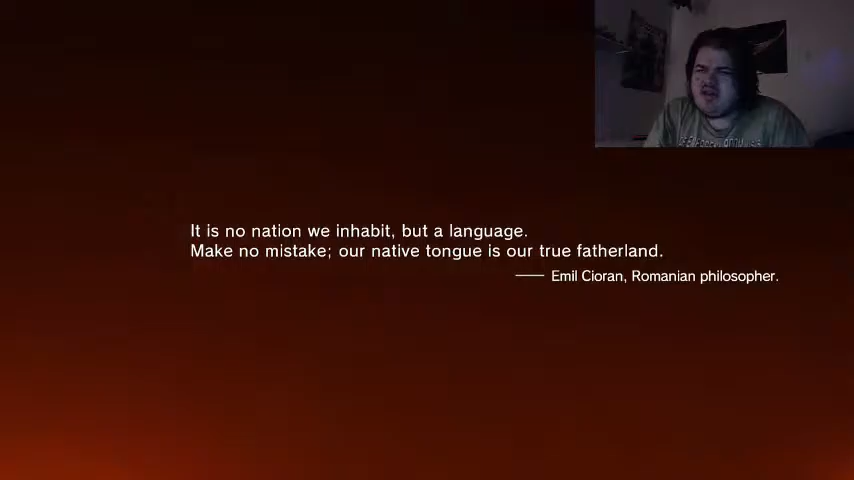 It is no nation we inhabit, but a language.
Make no mistake; our native tongue is our true fatherland.
—— Emil Cioran, Romanian philosopher.